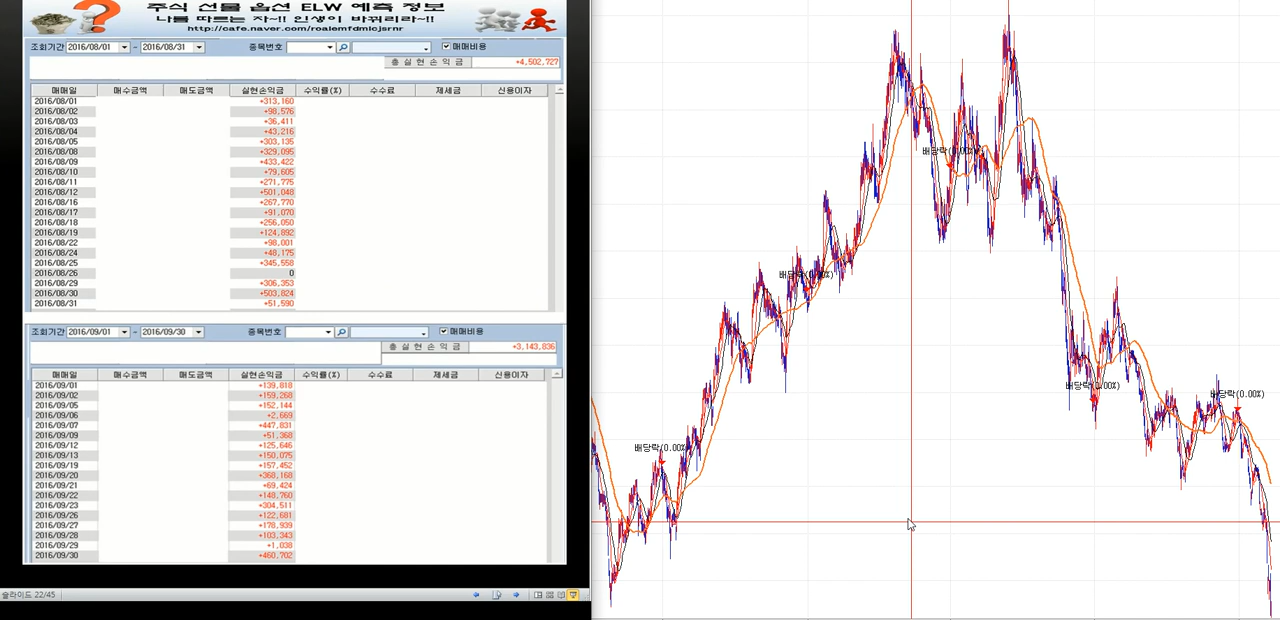 주식 선물 옵션 ELW 예측 정보
나를 따르는 자~!! 인생이 바뀌리라~!!
http://cafe.naver.com/roalemfdmlcjsrnr
조회기간 2016/08/01 - 2016/08/31 종목번호 매매비용
총 실 현 손 익 금 +4,502,727
매매일 매수금액 매도금액 실현손익금 수익률(%) 수수료 제세금 신용이자
2016/08/01 +313,160
2016/08/02 +98,576
2016/08/03 +36,411
2016/08/04 +43,216
2016/08/05 +303,135
2016/08/08 +329,095
2016/08/09 +433,422
2016/08/10 +79,605
2016/08/11 +271,775
2016/08/12 +501,048
2016/08/16 +267,770
2016/08/17 +91,070
2016/08/18 +256,050
2016/08/19 +124,892
2016/08/22 +98,001
2016/08/24 +48,175
2016/08/25 +345,558
2016/08/26 0
2016/08/29 +306,353
2016/08/30 +503,824
2016/08/31 +51,590
조회기간 2016/09/01 - 2016/09/30 종목번호 매매비용
총 실 현 손 익 금 +3,143,836
매매일 매수금액 매도금액 실현손익금 수익률(%) 수수료 제세금 신용이자
2016/09/01 +139,818
2016/09/02 +159,268
2016/09/05 +152,144
2016/09/06 +2,669
2016/09/07 +447,831
2016/09/09 +51,368
2016/09/12 +125,646
2016/09/13 +150,075
2016/09/19 +157,452
2016/09/20 +368,168
2016/09/21 +69,424
2016/09/22 +148,760
2016/09/23 +304,511
2016/09/26 +122,681
2016/09/27 +178,939
2016/09/28 +103,343
2016/09/29 +1,038
2016/09/30 +460,702
슬라이드 22/45
배당락(0.00%)
배당락(0.00%)
배당락(0.00%)
배당락(0.00%)
배당락(0.00%)